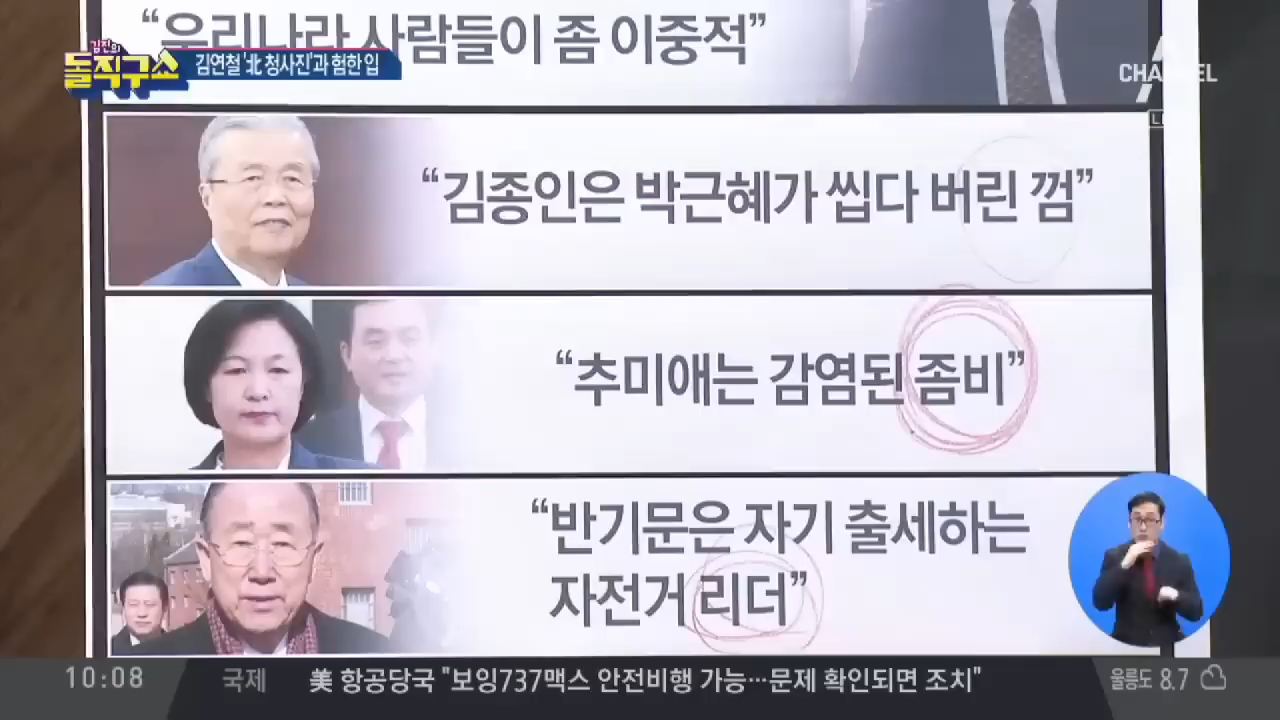 “우리나라 사람들이 좀 이중적”
김진의
돌직구쇼
김연철 '北 청사진'과 험한 입
CHANNEL A
“김종인은 박근혜가 씹다 버린 껌”
“추미애는 감염된 좀비”
“반기문은 자기 출세하는
자전거 리더”
10:08
국제
美 항공당국 "보잉737맥스 안전비행 가능…문제 확인되면 조치"
울릉도 8.7